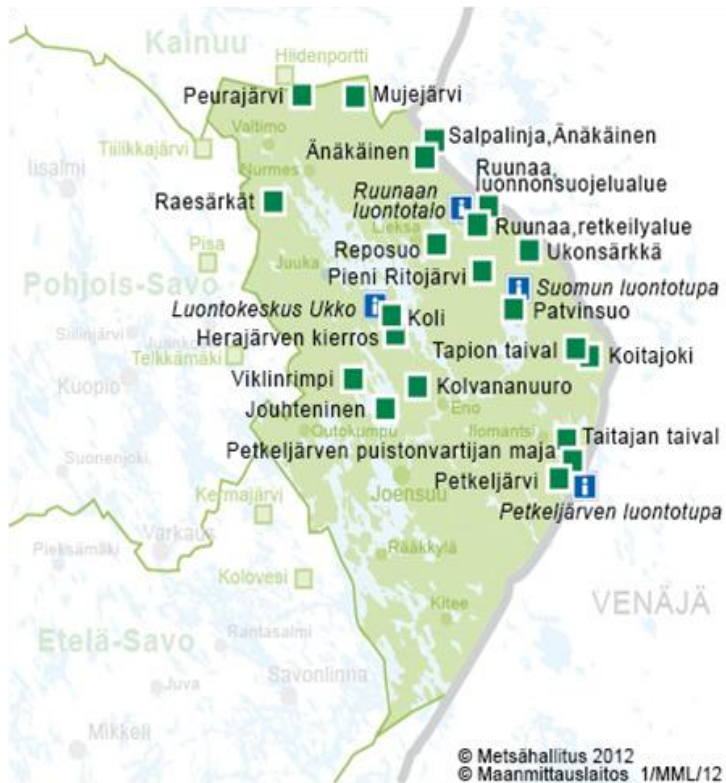 Kainuu
Hiidenportti
Peurajärvi
Mujejärvi
Valtimo
Salpalinja,Änäkäinen
Tiilikkajärvi
Änäkäinen
Iisalmi
Nurmes
Ruunaa,
luonnonsuojelualue
Ruunaan
luontotalo
Raesärkät
Lieksa
Ruunaa,retkeilyalue
Pisa
Reposuo
Ukonsärkkä
Juuka
Pieni Ritojärvi
Pohjois-Savo
Suomun luontotupa
Luontokeskus Ukko
Koli
Patvinsuo
Siilinjärvi
Juankoski
Herajärven kierros
Telkkämäki
Tapion taival
Koitajoki
Kuopio
Viklinrimpi
Kolvananuuro
Jouhteninen
Eno
Outokumpu
Ilomantsi
Taitajan taival
Suonenjoki
Petkeljärven puistonvartijan maja
Joensuu
Petkeljärvi
Kermajärvi
Petkeljärven luontotupa
Varkaus
Pieksämäki
Rääkkylä
Kolovesi
Kitee
VENÄJÄ
Etelä-Savo
Rantasalmi
Savonlinna
Juva
Mikkeli
© Metsähallitus 2012
© Maanmittauslaitos 1/MML/12